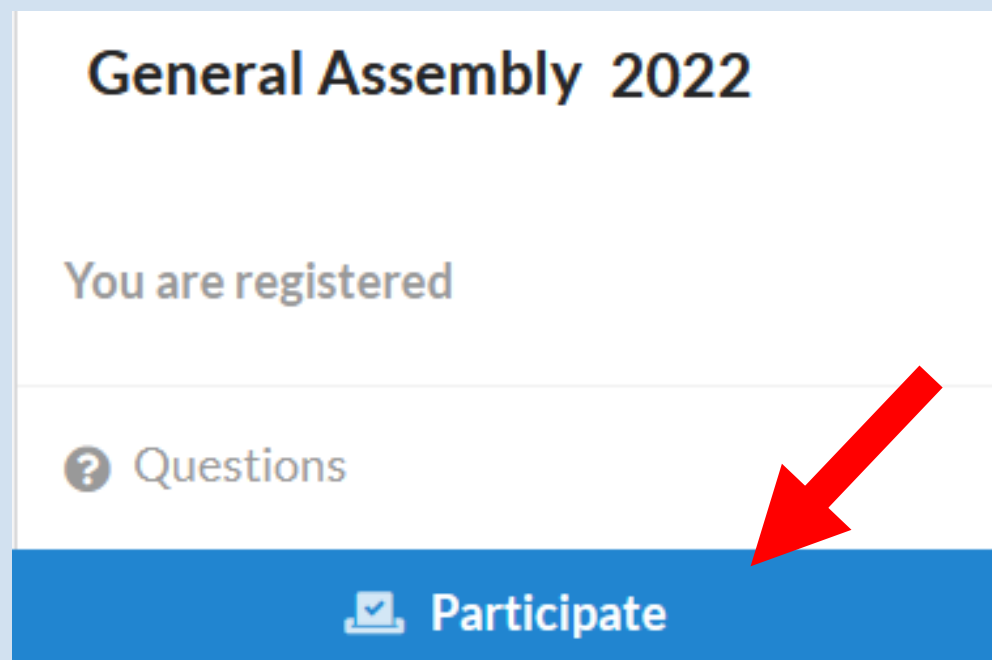 General Assembly 2022
You are registered
Questions
Participate